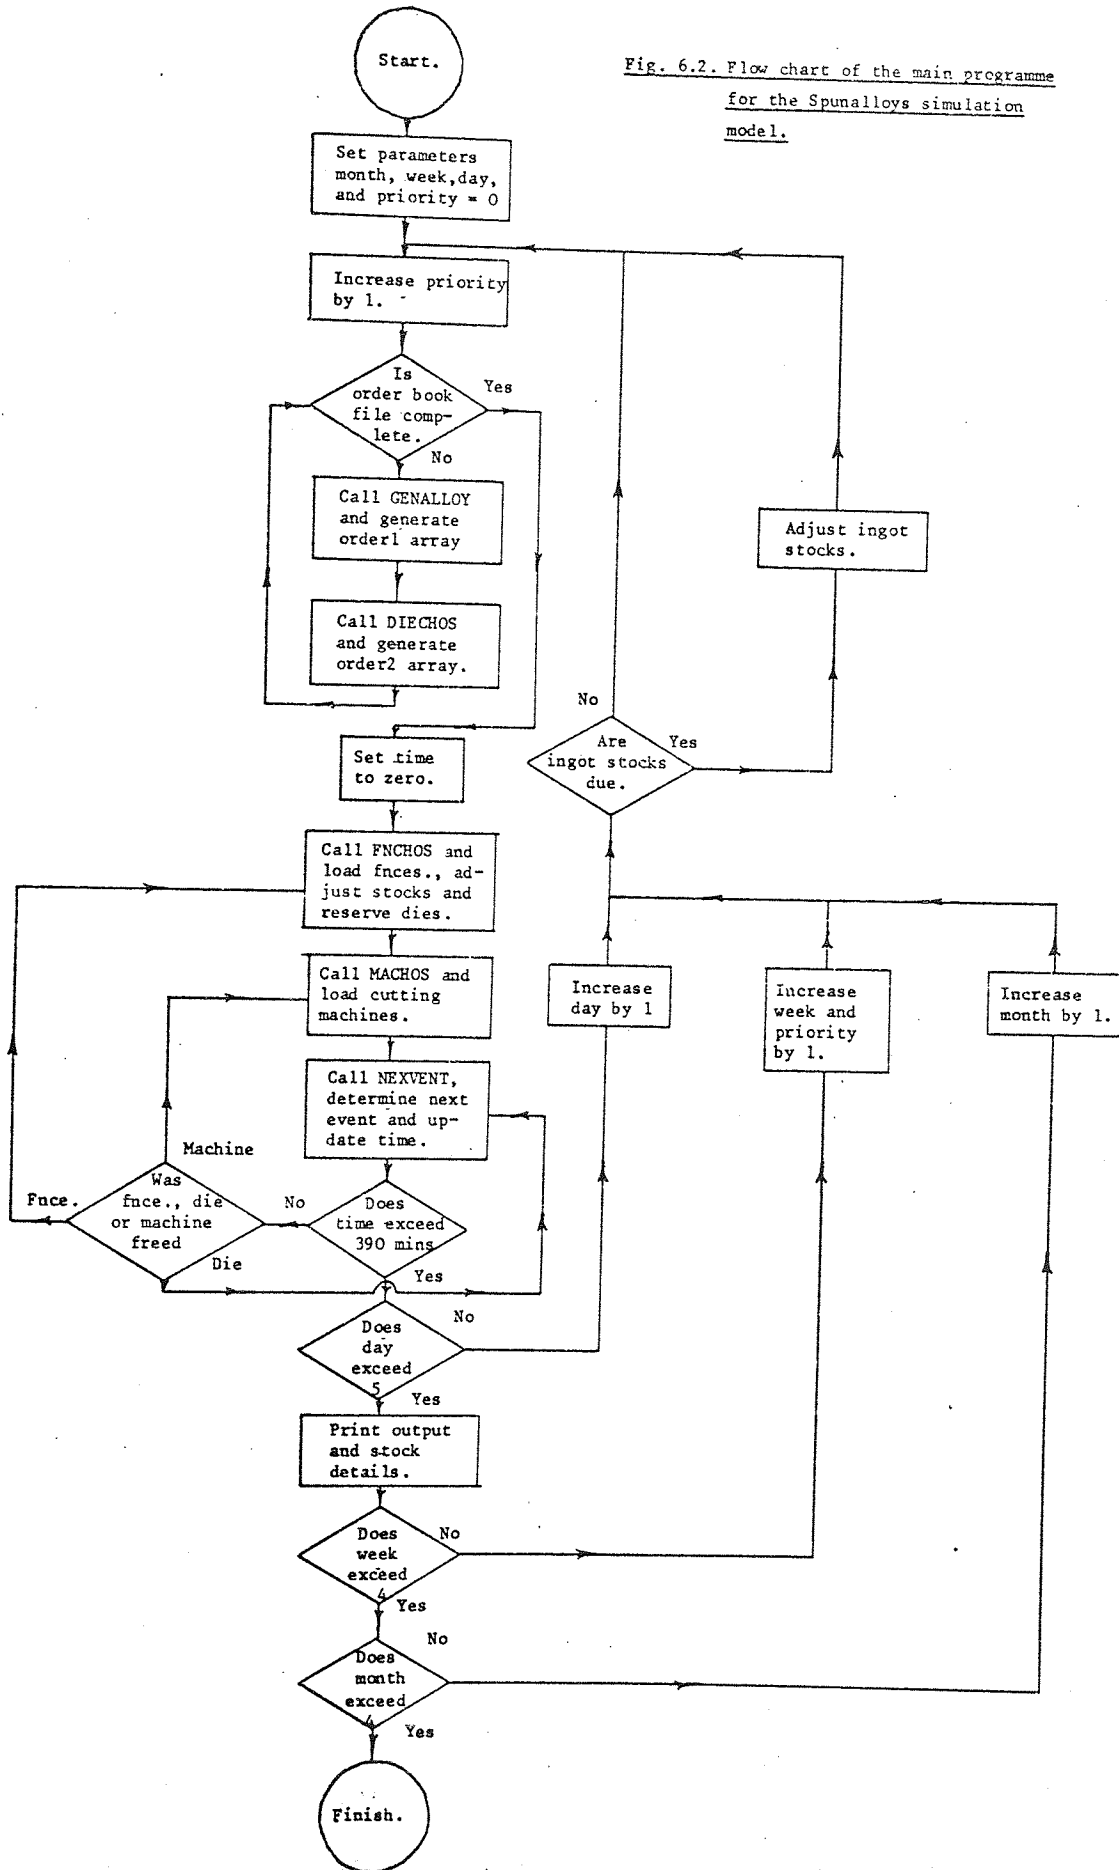 Start.
Fig. 6.2. Flow chart of the main programme
for the Spunalloys simulation
model.
Set parameters
month, week,day,
and priority = 0
Increase priority
by 1.
Is
order book
file comp-
lete.
Yes
No
Call GENALLOY
and generate
order1 array
Call DIECHOS
and generate
order2 array.
Set time
to zero.
Adjust ingot
stocks.
No
Are
ingot stocks
due.
Yes
Call FNCHOS and
load fnces., ad-
just stocks and
reserve dies.
Call MACHOS and
load cutting
machines.
Increase
day by 1
Increase
week and
priority
by 1.
Increase
month by 1.
Call NEXVENT,
determine next
event and up-
date time.
Machine
Fnce.
Was
fnce., die
or machine
freed
Die
No
Does
time exceed
390 mins
Yes
Does
day
exceed
5
No
Yes
Print output
and stock
details.
Does
week
exceed
4
No
Yes
Does
month
exceed
4
No
Yes
Finish.